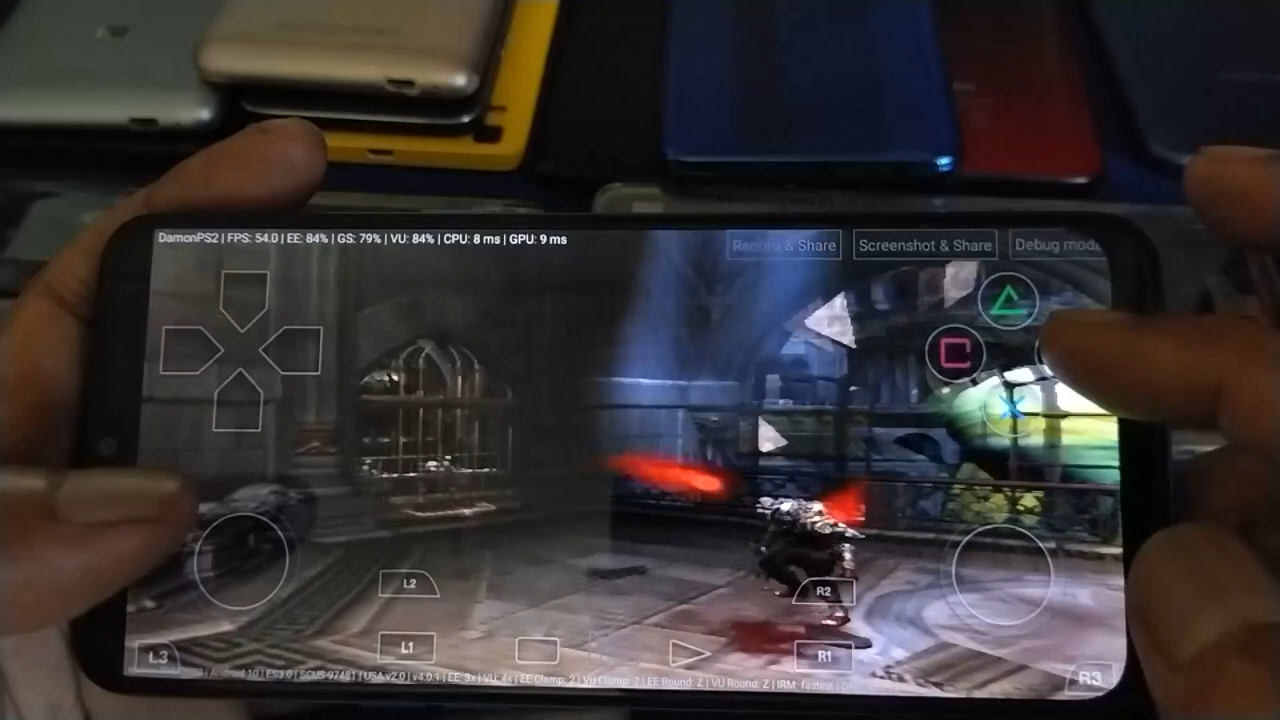 DamonPS2 | FPS: 54.0 | EE: 84% | GS: 79% | VU: 84% | CPU: 8 ms | GPU: 9 ms
Record & Share
Screenshot & Share
Debug mode
L2
R2
L1
R1
L3
R3
| Android 10 | ES3.0 | SCUS-97481 | USA v2.0 | v4.0.1 | EE: 3x | VU: 4x | EE Clamp: 2 | VU Clamp: 2 | EE Round: Z | VU Round: Z | IRM: fastest |